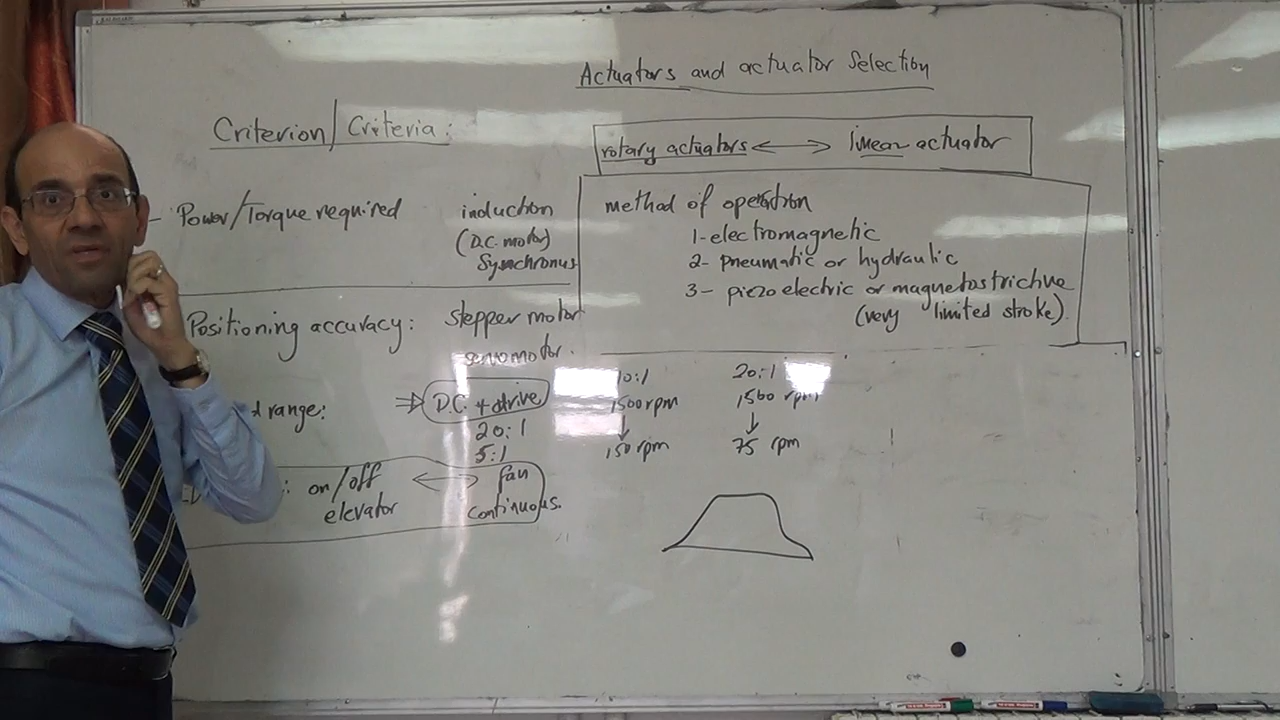 Actuators and actuator Selection
Criterion/Criteria:
rotary actuators <-> linear actuator
- Power/Torque required
induction
(D.C. motor)
Synchronus
method of operation
1- electromagnetic
2- pneumatic or hydraulic
3- piezoelectric or magnetostrictive
(very limited stroke)
Positioning accuracy:
stepper motor
servomotor.
range:
⇒ D.C. + drive
20:1
5:1
10:1
1500 rpm
↓
150 rpm
20:1
1500 rpm
↓
75 rpm
: on/off <-> fan
elevator
continuous.